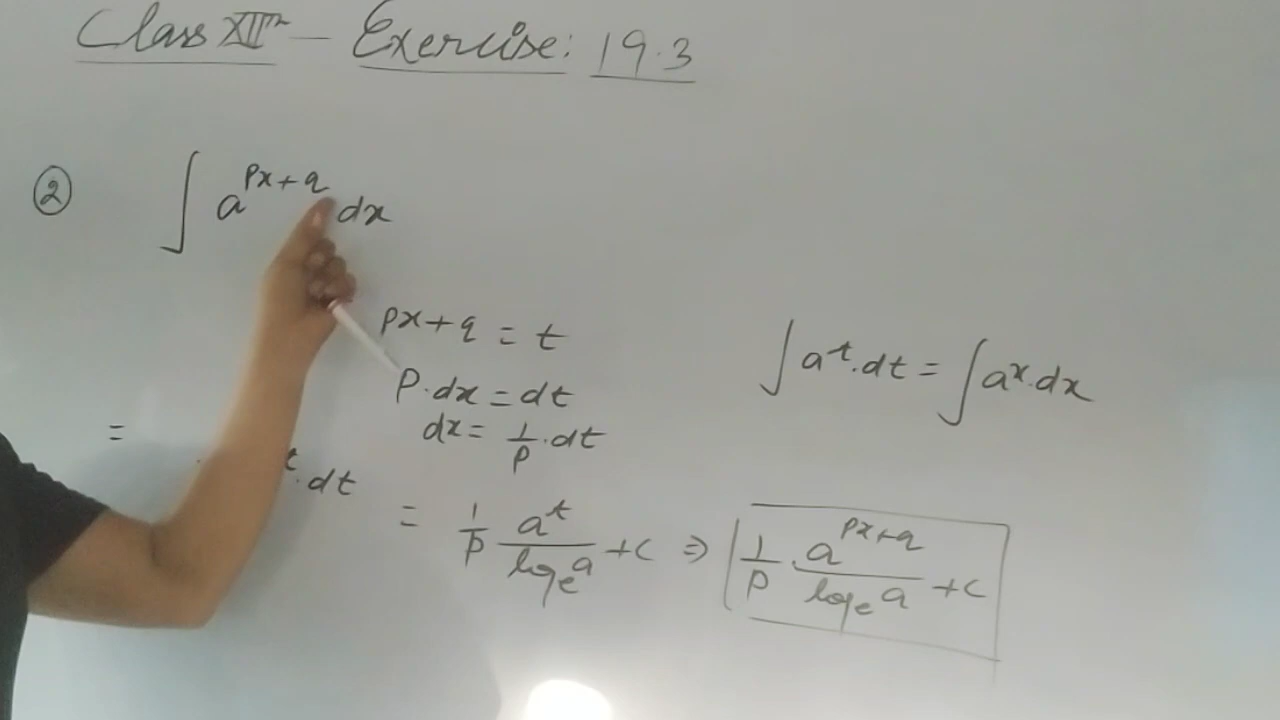 Class XIIth – Exercise: 19.3
② ∫ a^(px+q) dx
px+q = t
p.dx = dt
dx = 1/p .dt
∫ a^t.dt = ∫ a^x.dx
= t.dt
= 1/p a^t/log_e a +c ⇒ 1/p . a^(px+q)/log_e a +c